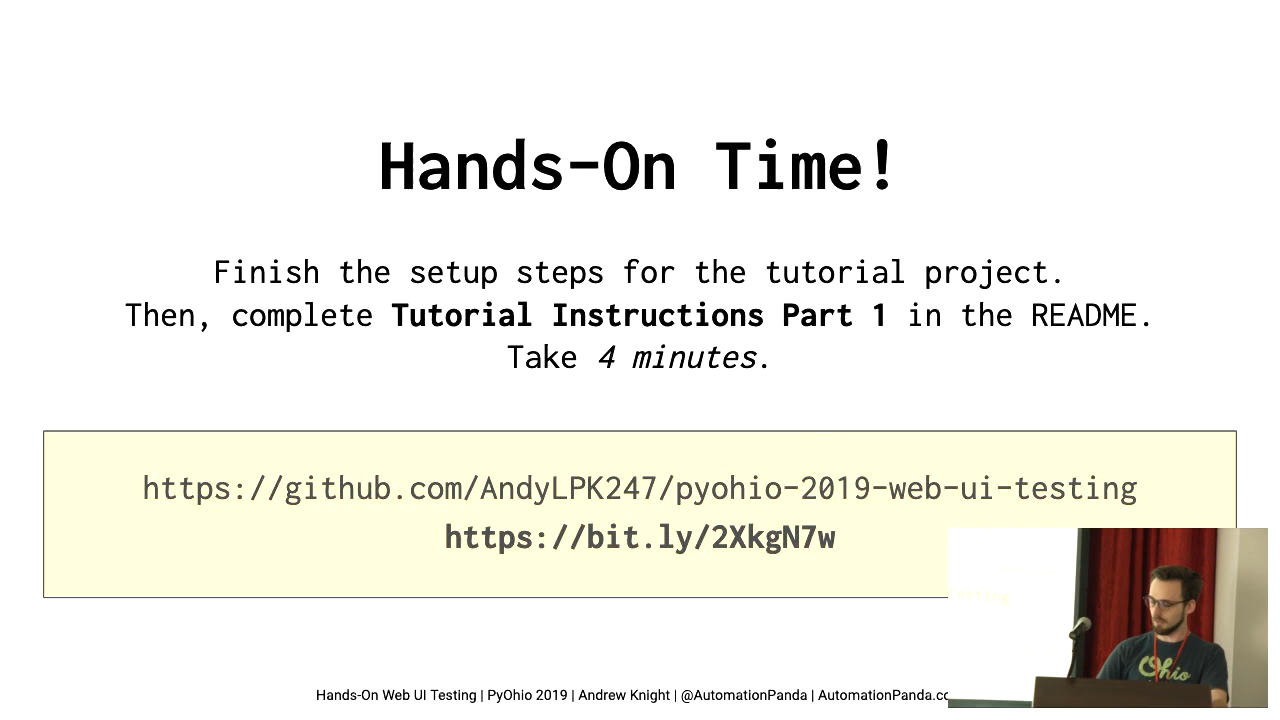 Hands-On Time!
Finish the setup steps for the tutorial project.
Then, complete Tutorial Instructions Part 1 in the README.
Take 4 minutes.
https://github.com/AndyLPK247/pyohio-2019-web-ui-testing
https://bit.ly/2XkgN7w
Ohio
Hands-On Web UI Testing | PyOhio 2019 | Andrew Knight | @AutomationPanda |